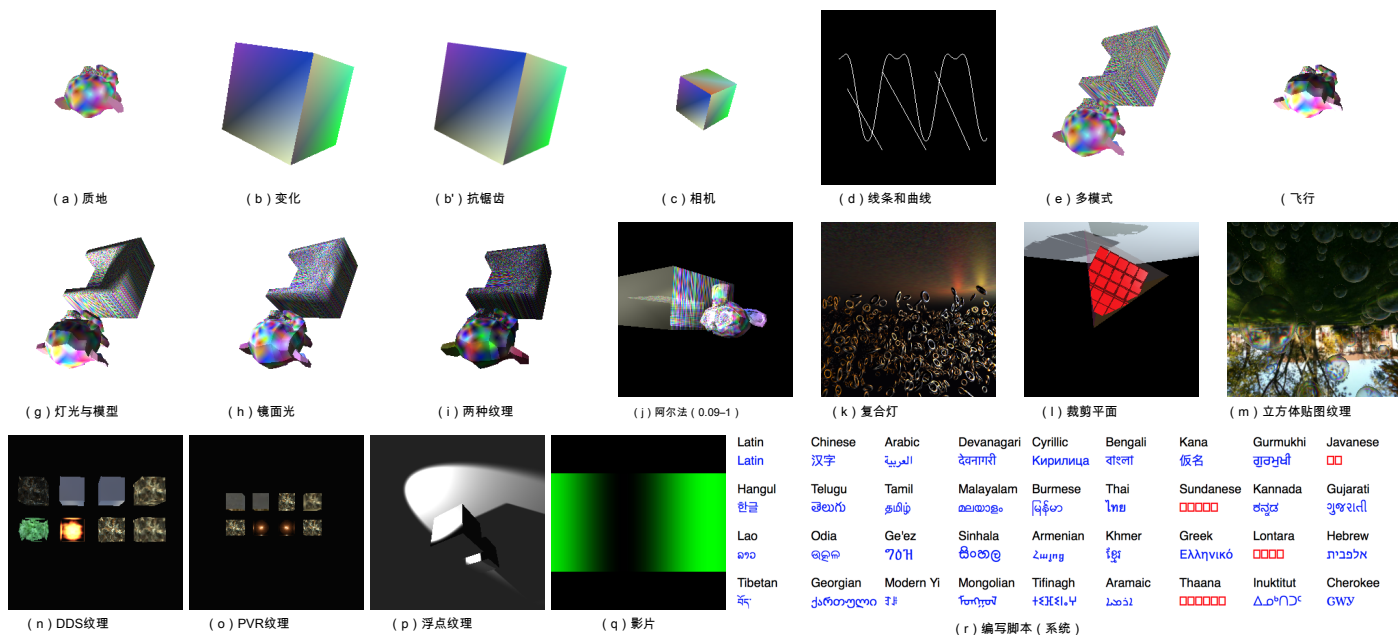 (a)质地
(b)变化
(b')抗锯齿
(c)相机
(d)线条和曲线
(e)多模式
(飞行
(g)灯光与模型
(h)镜面光
(i)两种纹理
(j)阿尔法(0.09–1)
(k)复合灯
(l)裁剪平面
(m)立方体贴图纹理
Latin Chinese Arabic Devanagari Cyrillic Bengali Kana Gurmukhi Javanese
Latin 汉字 العربية देवनागरी Кирилица বাংলা 仮名 ਗੁਰਮੁਖੀ
Hangul Telugu Tamil Malayalam Burmese Thai Sundanese Kannada Gujarati
한글 తెలుగు தமிழ் മലയാളം မြန်မာ ไทย ಕನ್ನಡ ગુજરાતી
Lao Odia Ge'ez Sinhala Armenian Khmer Greek Lontara Hebrew
ລາວ ଉତ୍କଳ ግዕዝ සිංහල Հայոց ខ្មែរ Ελληνικό אלפבית
Tibetan Georgian Modern Yi Mongolian Tifinagh Aramaic Thaana Inuktitut Cherokee
བོད་ ქართული ᐃᓄᒃᑎᑐᑦ ᏣᎳᎩ
(n)DDS纹理
(o)PVR纹理
(p)浮点纹理
(q)影片
(r)编写脚本(系统)